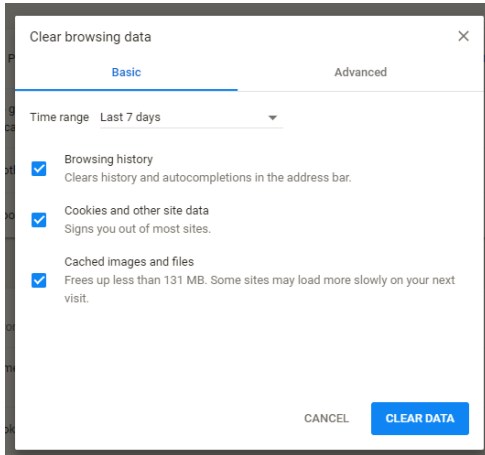 Clear browsing data
Basic
Advanced
Time range Last 7 days
Browsing history
Clears history and autocompletions in the address bar.
Cookies and other site data
Signs you out of most sites.
Cached images and files
Frees up less than 131 MB. Some sites may load more slowly on your next
visit.
CANCEL
CLEAR DATA